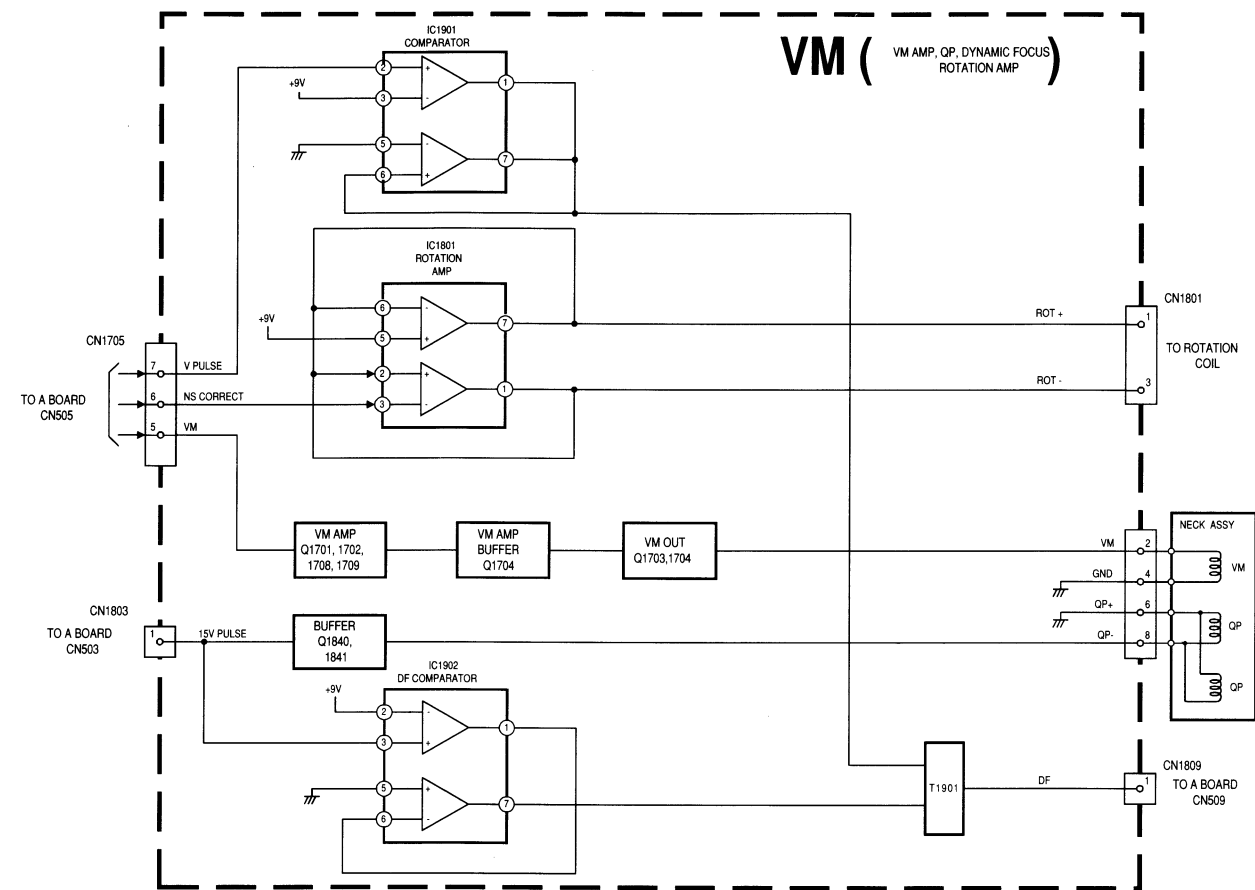 IC1901
COMPARATOR
VM ( VM AMP, QP, DYNAMIC FOCUS
ROTATION AMP )
+9V
2
+
3
-
1
5
-
6
+
7
IC1801
ROTATION
AMP
+9V
6
-
5
+
7
2
+
3
-
1
CN1705
TO A BOARD
CN505
7
V PULSE
6
NS CORRECT
5
VM
ROT +
ROT -
CN1801
1
3
TO ROTATION
COIL
VM AMP
Q1701, 1702,
1708, 1709
VM AMP
BUFFER
Q1704
VM OUT
Q1703,1704
VM
2
GND
4
QP+
6
QP-
8
NECK ASSY
VM
QP
QP
CN1803
TO A BOARD
CN503
1
15V PULSE
BUFFER
Q1840,
1841
IC1902
DF COMPARATOR
+9V
2
-
3
+
1
5
+
6
-
7
T1901
DF
CN1809
1
TO A BOARD
CN509